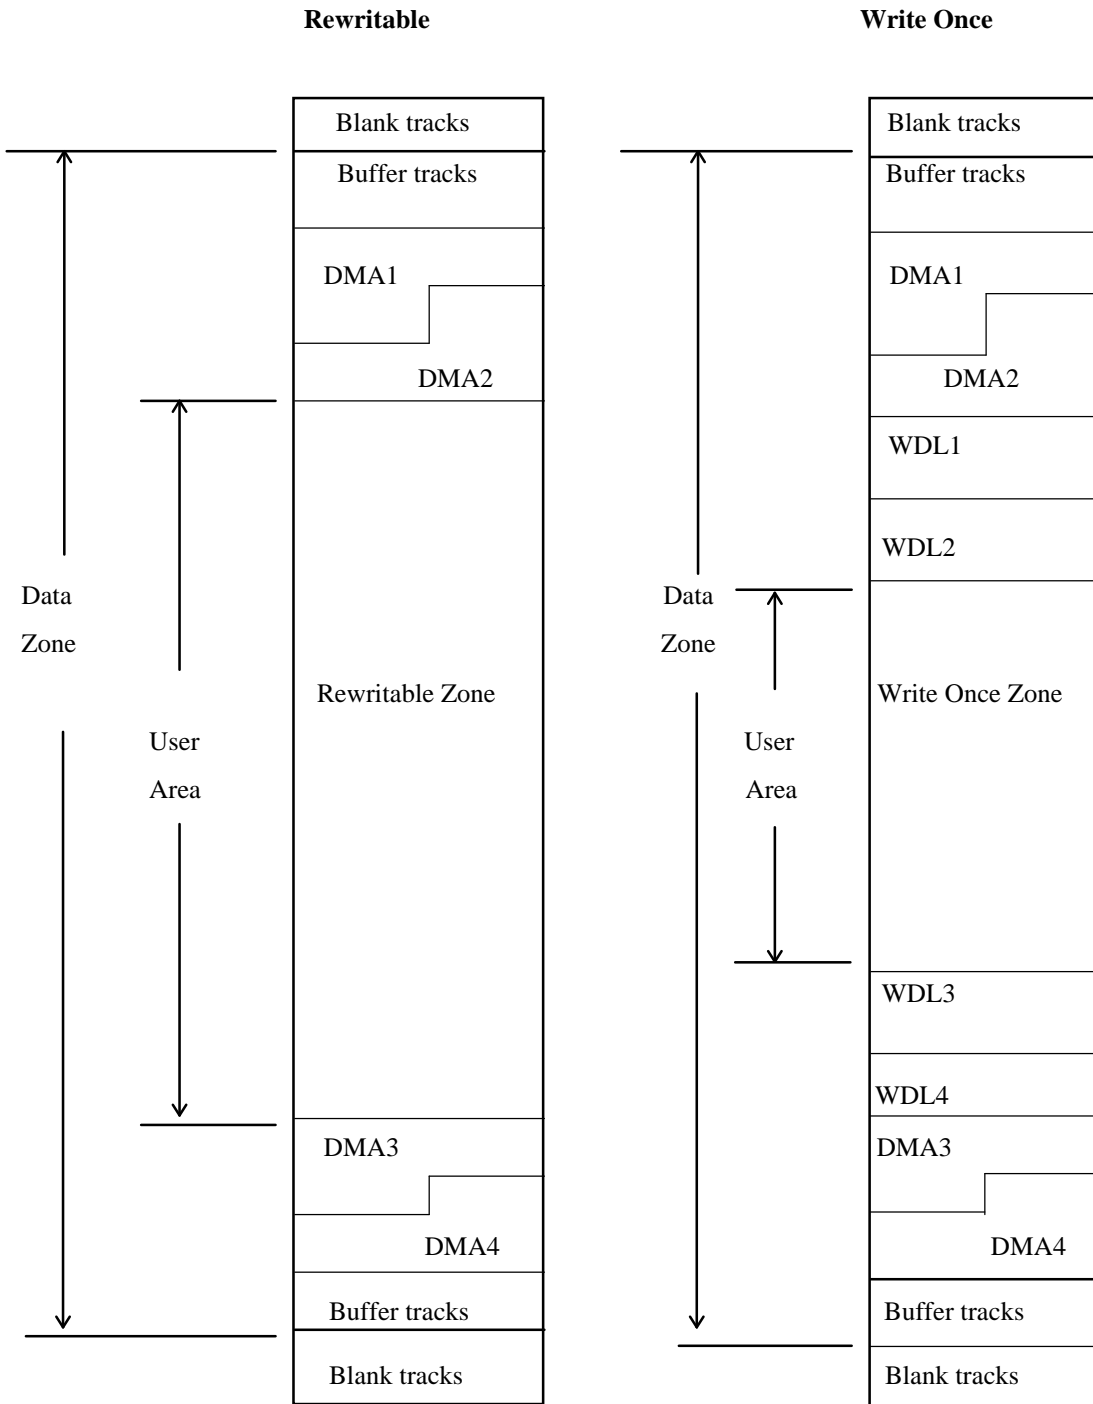 Rewritable
Blank tracks
Buffer tracks
DMA1
DMA2
Data
Zone
Rewritable Zone
User
Area
DMA3
DMA4
Buffer tracks
Blank tracks
Write Once
Blank tracks
Buffer tracks
DMA1
DMA2
WDL1
WDL2
Data
Zone
Write Once Zone
User
Area
WDL3
WDL4
DMA3
DMA4
Buffer tracks
Blank tracks